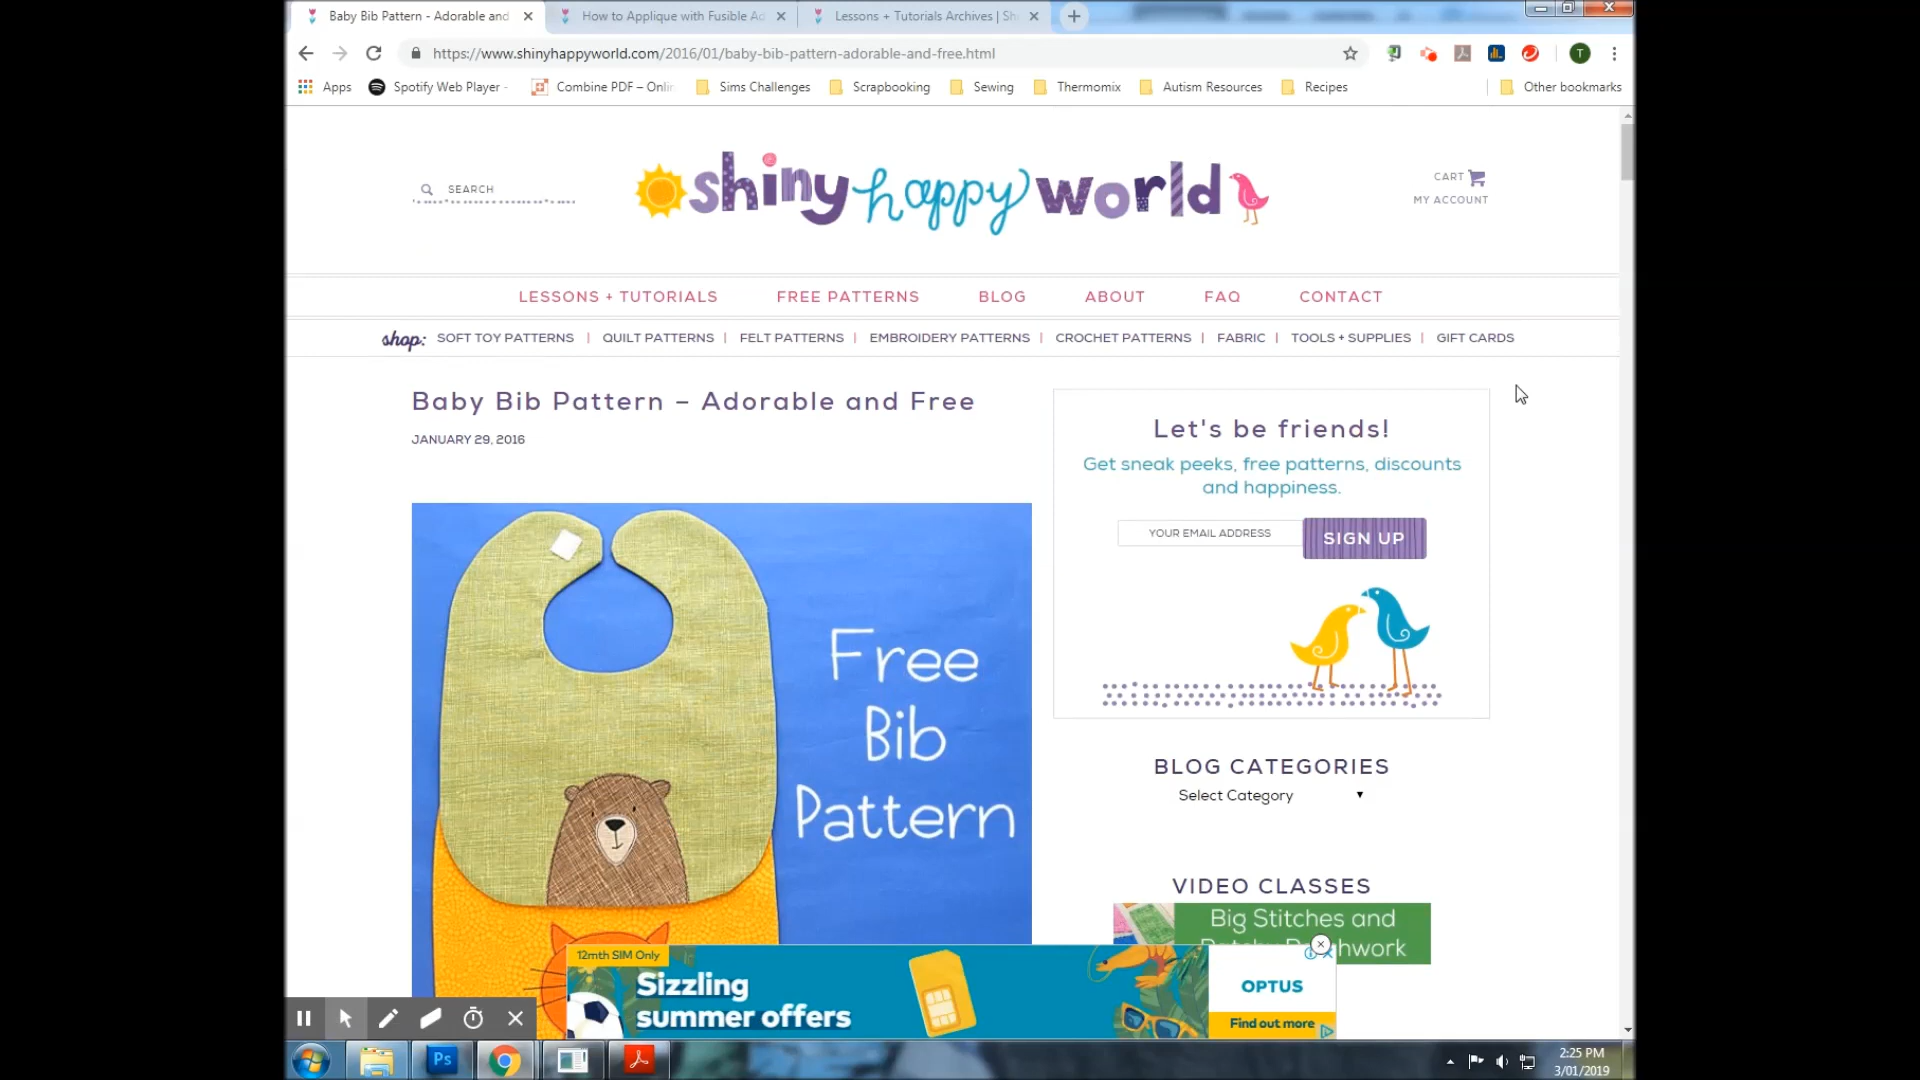 Baby Bib Pattern - Adorable and
How to Applique with Fusible Ad
Lessons + Tutorials Archives | Sh
https://www.shinyhappyworld.com/2016/01/baby-bib-pattern-adorable-and-free.html
T
Apps
Spotify Web Player -
Combine PDF – Onlin
Sims Challenges
Scrapbooking
Sewing
Thermomix
Autism Resources
Recipes
Other bookmarks
SEARCH
shiny happy world
CART
MY ACCOUNT
LESSONS + TUTORIALS
FREE PATTERNS
BLOG
ABOUT
FAQ
CONTACT
shop:
SOFT TOY PATTERNS | QUILT PATTERNS | FELT PATTERNS | EMBROIDERY PATTERNS | CROCHET PATTERNS | FABRIC | TOOLS + SUPPLIES | GIFT CARDS
Baby Bib Pattern – Adorable and Free
JANUARY 29, 2016
Free
Bib
Pattern
Let's be friends!
Get sneak peeks, free patterns, discounts
and happiness.
YOUR EMAIL ADDRESS
SIGN UP
BLOG CATEGORIES
Select Category
VIDEO CLASSES
Big Stitches and
Patchy Patchwork
12mth SIM Only
Sizzling
summer offers
OPTUS
Find out more
Ps
2:25 PM
3/01/2019